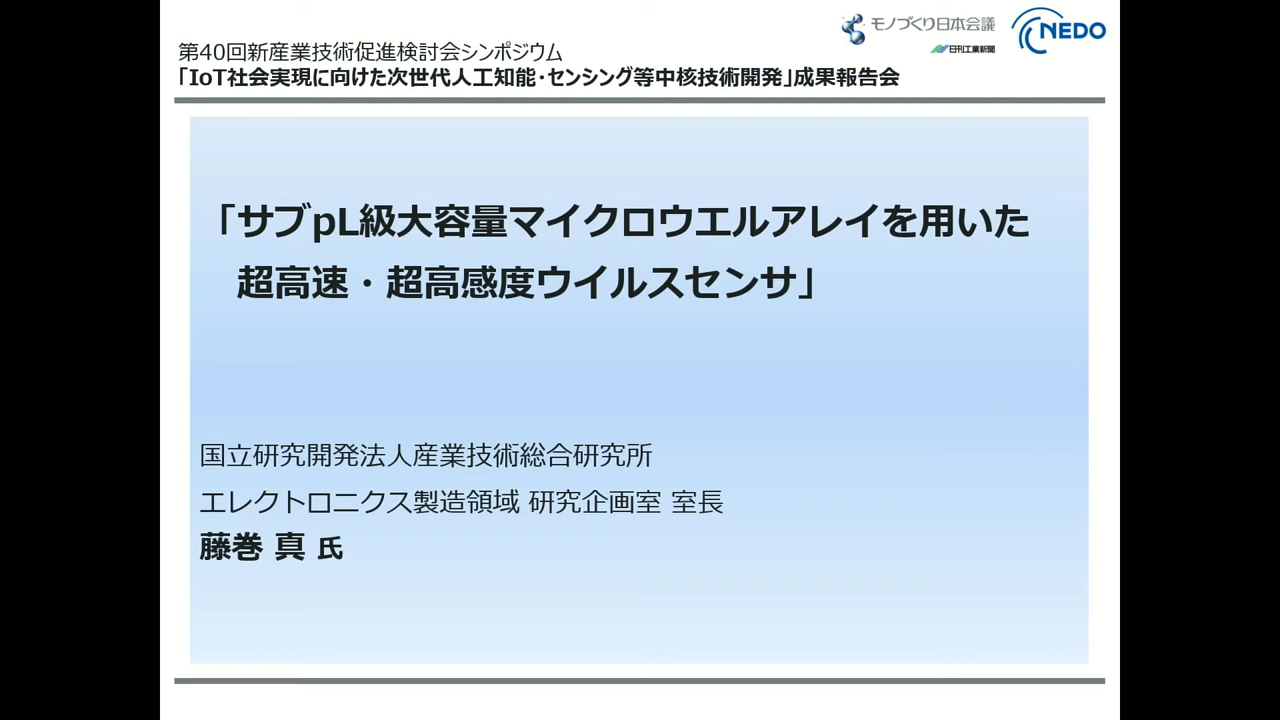 モノづくり日本会議
日刊工業新聞
NEDO
第40回新産業技術促進検討会シンポジウム
「IoT社会実現に向けた次世代人工知能・センシング等中核技術開発」成果報告会
「サブpL級大容量マイクロウエルアレイを用いた
超高速・超高感度ウイルスセンサ」
国立研究開発法人産業技術総合研究所
エレクトロニクス製造領域 研究企画室 室長
藤巻 真 氏